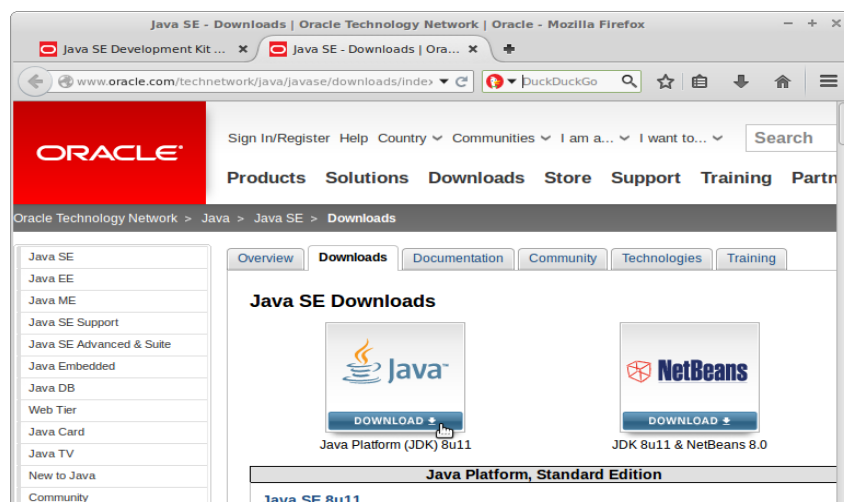 Java SE - Downloads | Oracle Technology Network | Oracle - Mozilla Firefox
Java SE Development Kit ...
Java SE - Downloads | Ora...
www.oracle.com/technetwork/java/javase/downloads/index
DuckDuckGo
ORACLE
Sign In/Register Help Country Communities I am a... I want to...
Search
Products Solutions Downloads Store Support Training Partn
Oracle Technology Network > Java > Java SE > Downloads
Java SE
Java EE
Java ME
Java SE Support
Java SE Advanced & Suite
Java Embedded
Java DB
Web Tier
Java Card
Java TV
New to Java
Community
Overview Downloads Documentation Community Technologies Training
Java SE Downloads
Java™
DOWNLOAD
Java Platform (JDK) 8u11
NetBeans
DOWNLOAD
JDK 8u11 & NetBeans 8.0
Java Platform, Standard Edition
Java SE 8u11